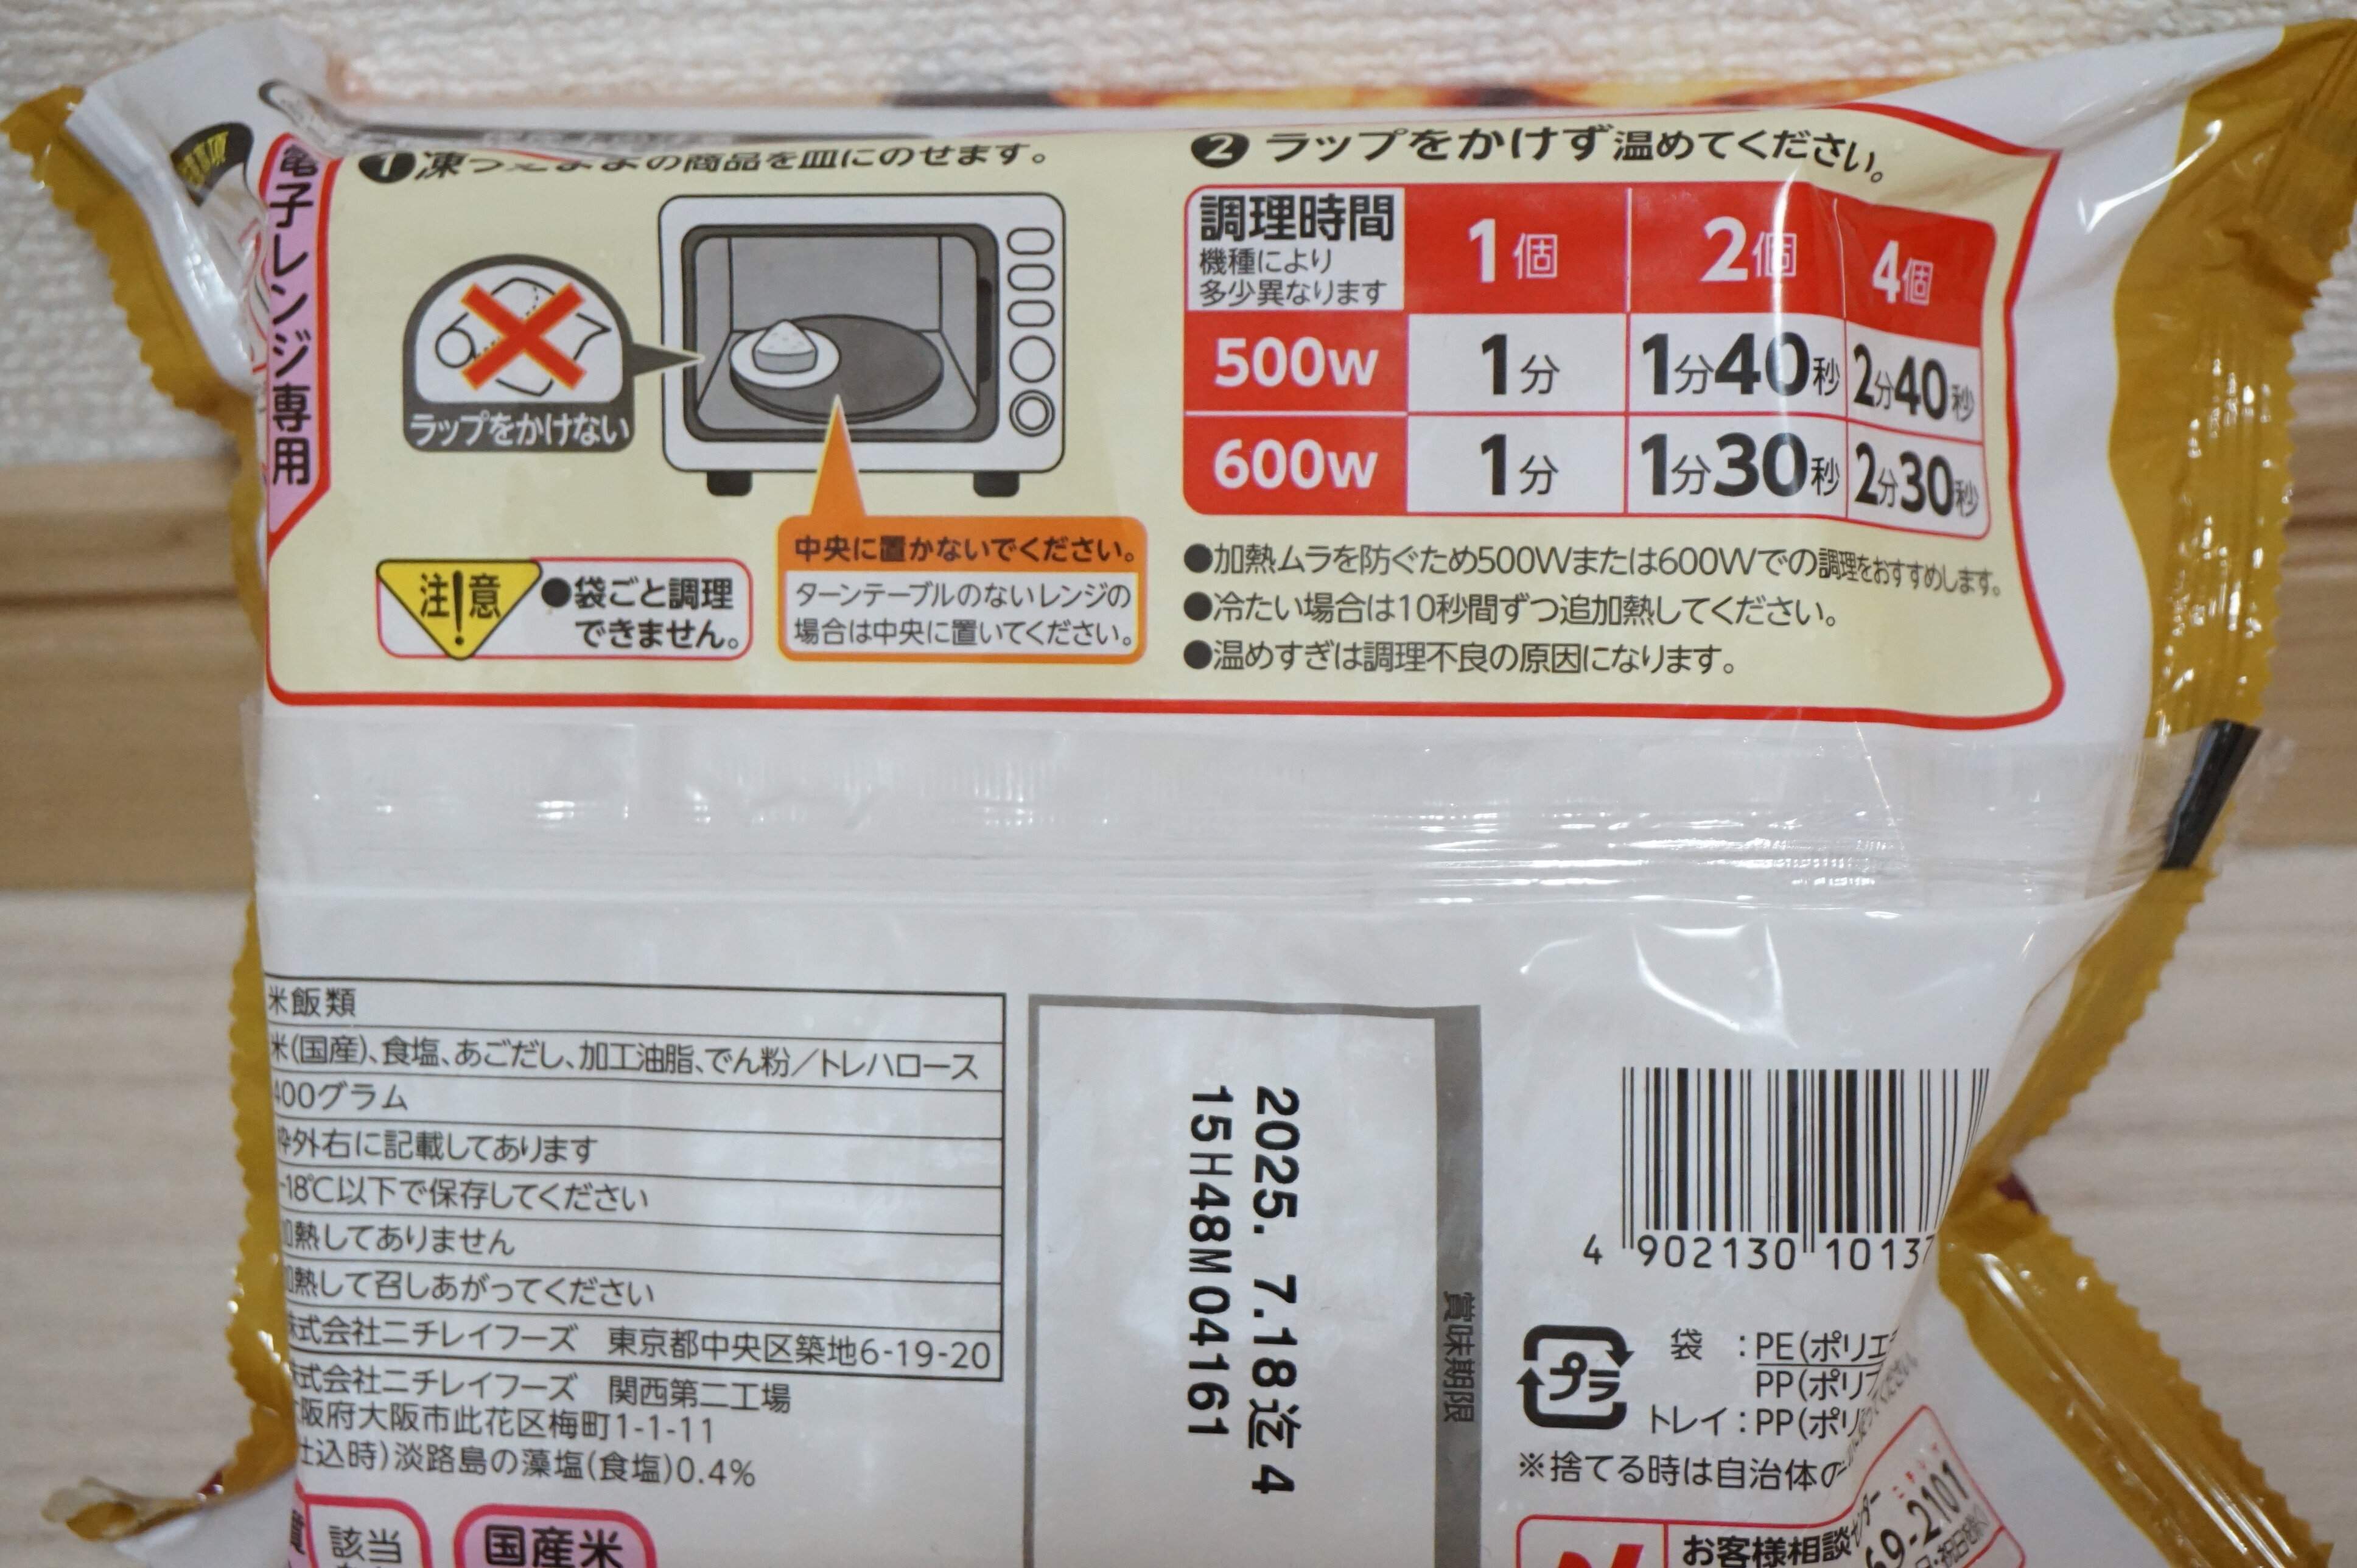 電子レンジ専用
❶凍ったままの商品を皿にのせます。
ラップをかけない
中央に置かないでください。
ターンテーブルのないレンジの
場合は中央に置いてください。
注意
●袋ごと調理
できません。
❷ラップをかけず温めてください。
調理時間
機種により
多少異なります
1個 2個 4個
500W 1分 1分40秒 2分40秒
600W 1分 1分30秒 2分30秒
●加熱ムラを防ぐため500Wまたは600Wでの調理をおすすめします。
●冷たい場合は10秒間ずつ追加熱してください。
●温めすぎは調理不良の原因になります。
米飯類
米(国産)、食塩、あごだし、加工油脂、でん粉／トレハロース
400グラム
枠外右に記載してあります
-18℃以下で保存してください
加熱してありません
加熱して召しあがってください
株式会社ニチレイフーズ 東京都中央区築地6-19-20
株式会社ニチレイフーズ 関西第二工場
大阪府大阪市此花区梅町1-1-11
仕込時)淡路島の藻塩(食塩)0.4%
該当
国産米
賞味期限
2025. 7.18迄 4
15H48M04161
4 902130 10137
プラ
袋 :PE(ポリエ
PP(ポリプ
トレイ:PP(ポリ
※捨てる時は自治体の
お客様相談センター
69-2101